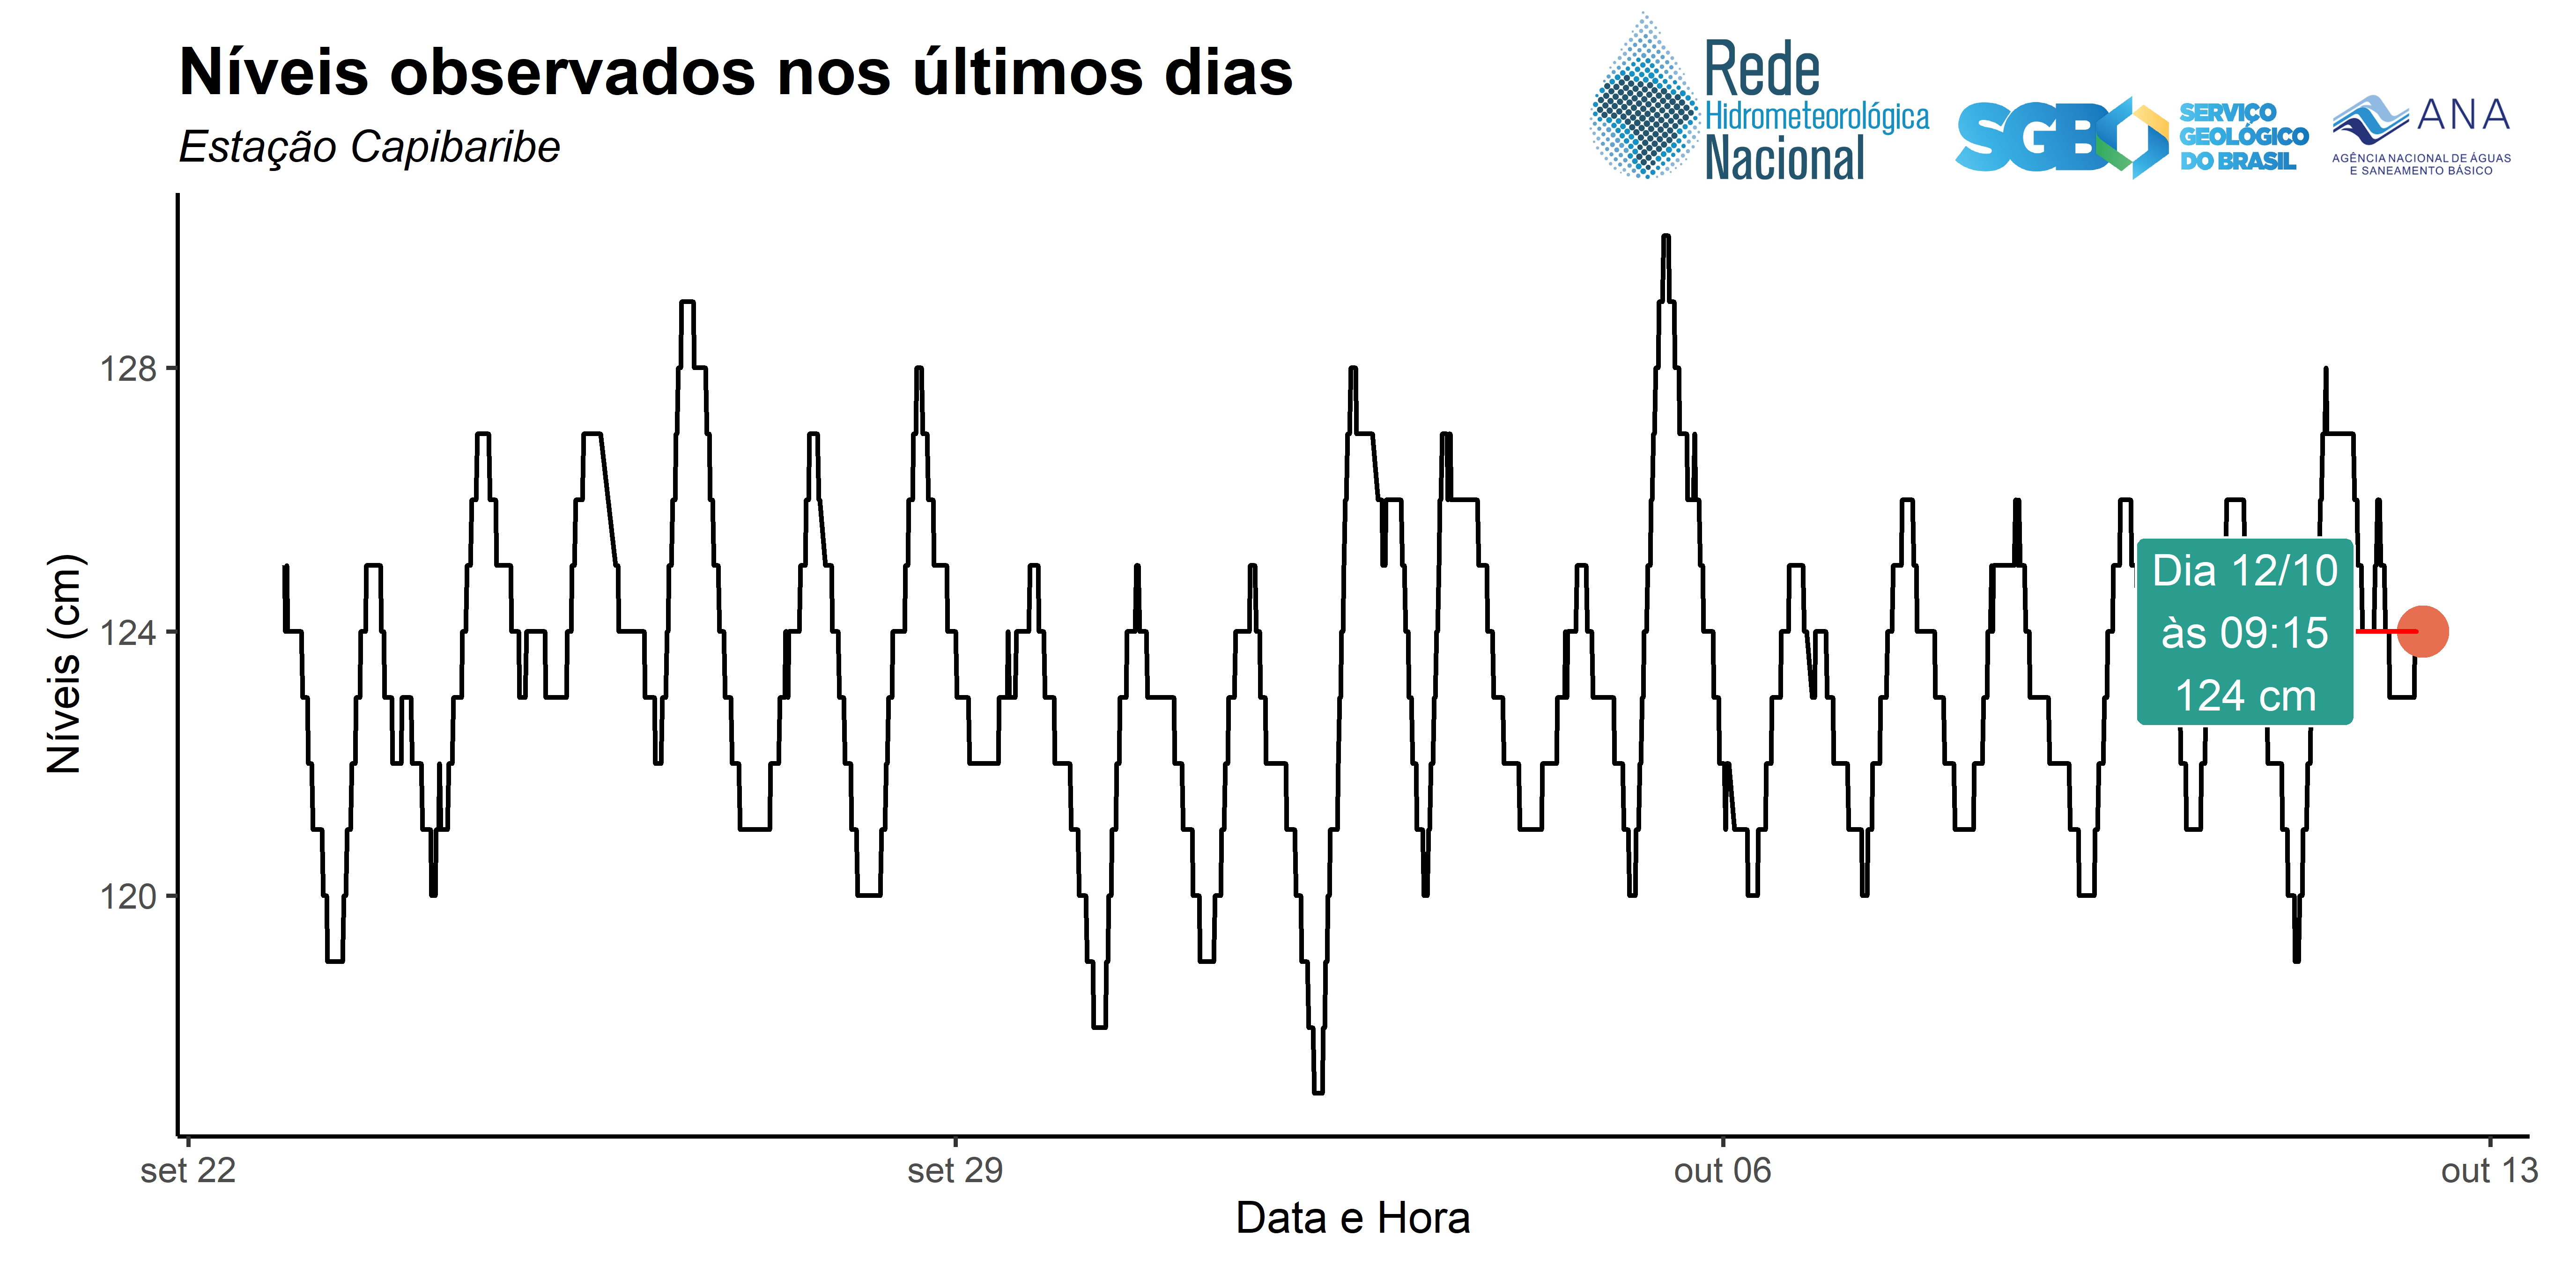 Níveis observados nos últimos dias
Estação Capibaribe
Rede
Hidrometeorológica
Nacional
SGB
SERVIÇO
GEOLÓGICO
DO BRASIL
ANA
AGÊNCIA NACIONAL DE ÁGUAS
E SANEAMENTO BÁSICO
Níveis (cm)
128
124
120
Dia 12/10
às 09:15
124 cm
set 22
set 29
out 06
out 13
Data e Hora